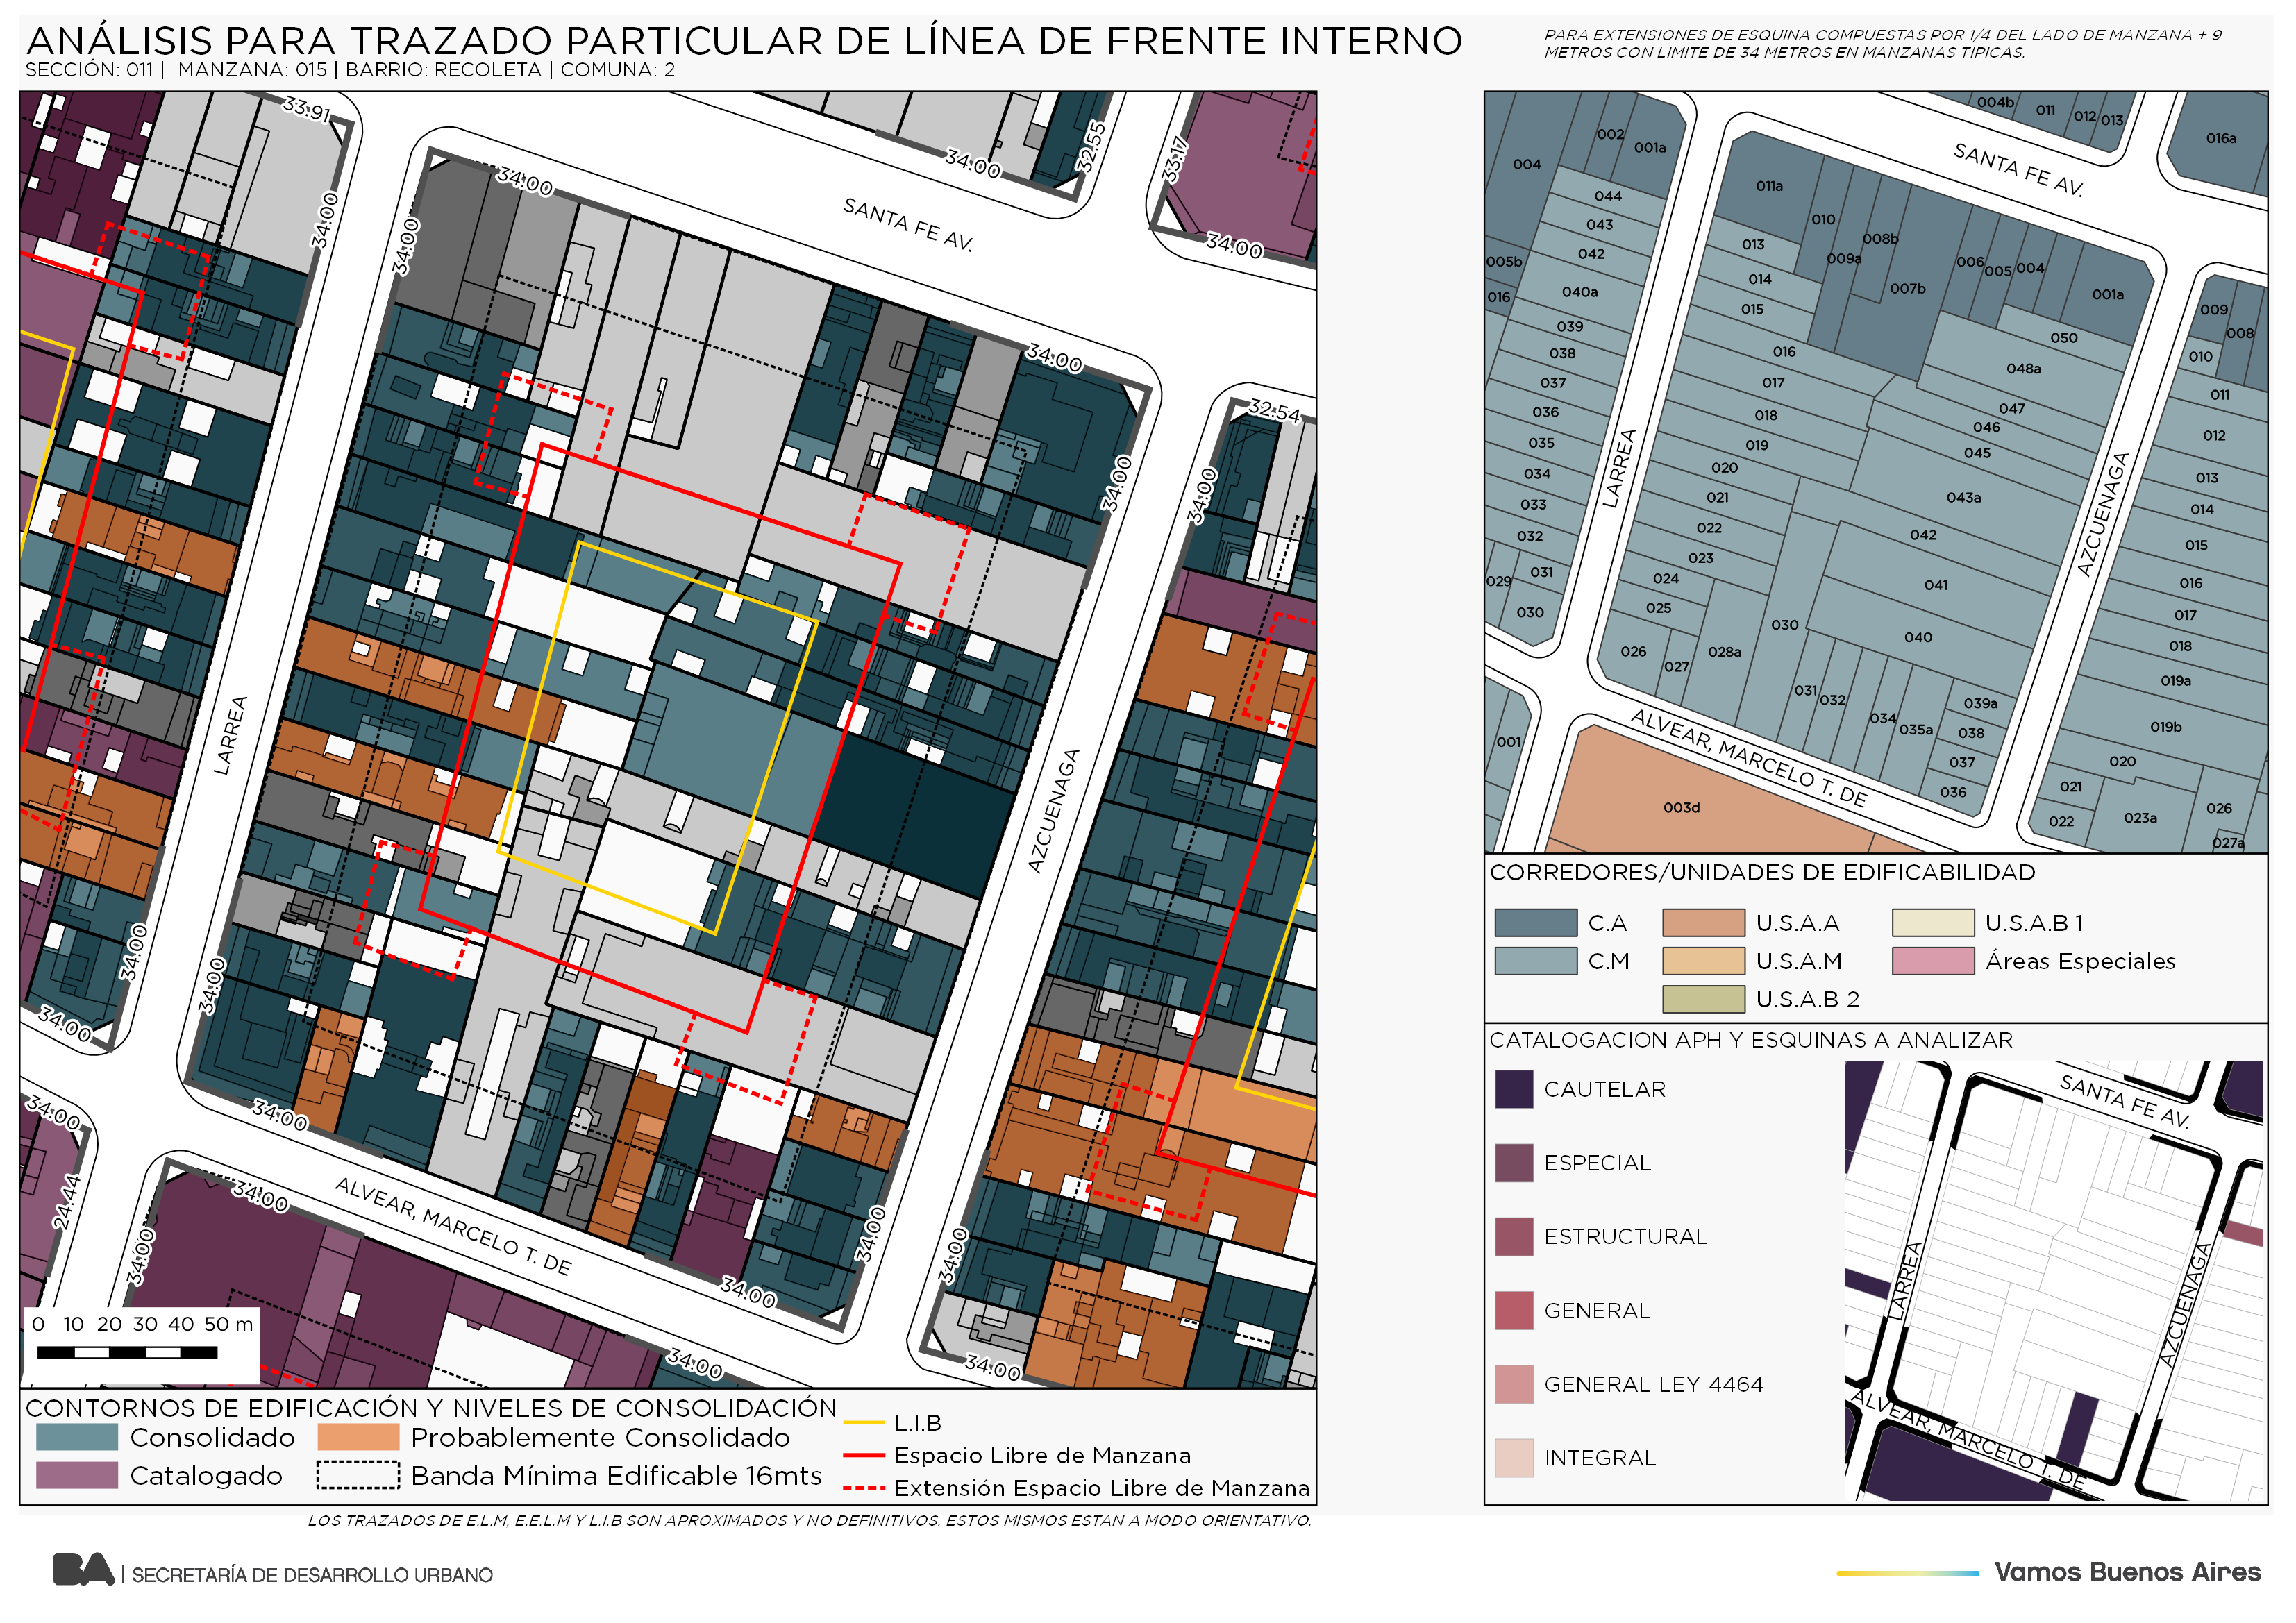 ANÁLISIS PARA TRAZADO PARTICULAR DE LÍNEA DE FRENTE INTERNO
SECCIÓN: 011 | MANZANA: 015 | BARRIO: RECOLETA | COMUNA: 2
PARA EXTENSIONES DE ESQUINA COMPUESTAS POR 1/4 DEL LADO DE MANZANA + 9
METROS CON LIMITE DE 34 METROS EN MANZANAS TIPICAS.
33.91
34.00
34.00
34.00
34.00
32.55
33.17
34.00
SANTA FE AV.
34.00
34.00
34.00
32.54
LARREA
AZCUENAGA
34.00
34.00
34.00
34.00
34.00
24.44
34.00
34.00
ALVEAR, MARCELO T. DE
34.00
34.00
34.00
34.00
34.00
0 10 20 30 40 50 m
CONTORNOS DE EDIFICACIÓN Y NIVELES DE CONSOLIDACIÓN
Consolidado
Probablemente Consolidado
Catalogado
Banda Mínima Edificable 16mts
L.I.B
Espacio Libre de Manzana
Extensión Espacio Libre de Manzana
LOS TRAZADOS DE E.L.M, E.E.L.M Y L.I.B SON APROXIMADOS Y NO DEFINITIVOS. ESTOS MISMOS ESTAN A MODO ORIENTATIVO.
004
002
001a
044
043
042
005b
016
040a
039
038
037
036
035
034
033
032
029
031
030
001
004b
011
012
013
016a
SANTA FE AV.
011a
010
009a
008b
007b
006
005
004
001a
013
014
015
016
017
018
019
020
021
022
023
024
025
026
027
028a
030
031
032
034
035a
036
037
038
039a
040
041
042
043a
045
046
047
048a
050
LARREA
AZCUENAGA
ALVEAR, MARCELO T. DE
003d
009
008
010
011
012
013
014
015
016
017
018
019a
019b
020
021
022
023a
026
027a
CORREDORES/UNIDADES DE EDIFICABILIDAD
C.A
U.S.A.A
U.S.A.B 1
C.M
U.S.A.M
Áreas Especiales
U.S.A.B 2
CATALOGACION APH Y ESQUINAS A ANALIZAR
CAUTELAR
ESPECIAL
ESTRUCTURAL
GENERAL
GENERAL LEY 4464
INTEGRAL
SANTA FE AV.
LARREA
AZCUENAGA
ALVEAR, MARCELO T. DE
BA | SECRETARÍA DE DESARROLLO URBANO
Vamos Buenos Aires